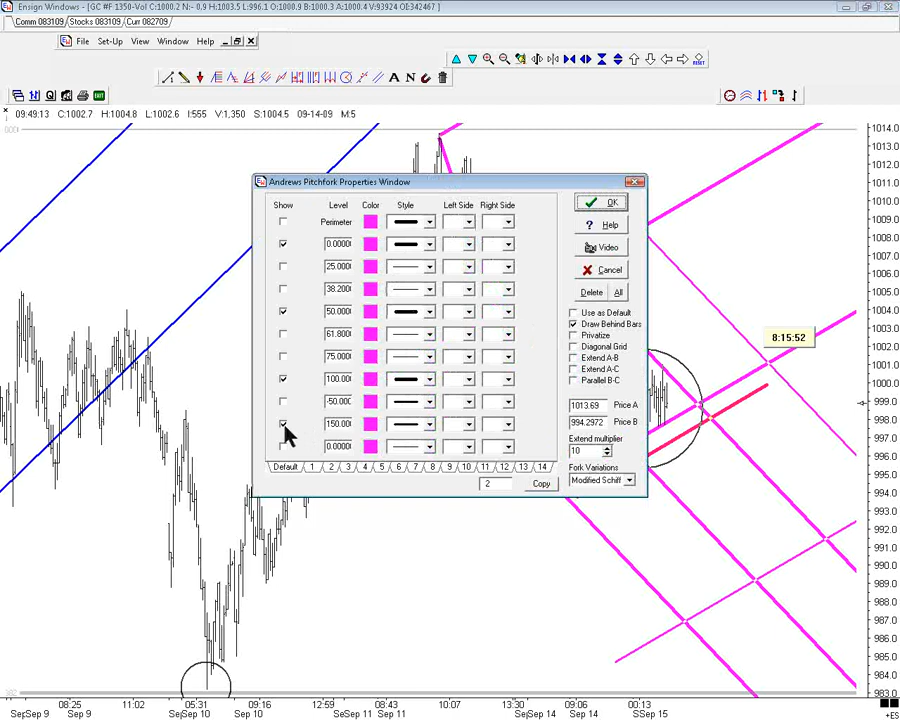 Ensign Windows - [GC #F 1350-Vol C:1000.2 N:- 0.9 H:1003.5 L:996.1 O:1000.9 B:1000.3 A:1000.4 V:93924 OE342467 ]
Comm 083109 Stocks 083109 Curr 082709
File Set-Up View Window Help
A N
RESET
QI EXIT
09:49:13 C:1002.7 H:1004.8 L:1002.6 I:555 V:1,350 S:1004.5 09-14-09 M:5
1014.0
1013.0
1012.0
1011.0
1010.0
1009.0
1008.0
1007.0
1006.0
1005.0
1004.0
1003.0
1002.0
1001.0
1000.0
999.0
998.0
997.0
996.0
995.0
994.0
993.0
992.0
991.0
990.0
989.0
988.0
987.0
986.0
985.0
984.0
983.0
Andrews Pitchfork Properties Window
Show Level Color Style Left Side Right Side
Perimeter
0.0000
25.000
38.200
50.000
61.800
75.000
100.00
-50.000
150.00
0.0000
Default 1 2 3 4 5 6 7 8 9 10 11 12 13 14
2 Copy
OK
Help
Video
Cancel
Delete All
Use as Default
Draw Behind Bars
Privatize
Diagonal Grid
Extend A-B
Extend A-C
Parallel B-C
1013.69 Price A
994.2972 Price B
Extend multiplier
10
Fork Variations
Modified Schiff
8:15:52
08:25 11:02 05:31 09:16 12:59 08:43 10:07 13:30 09:06 00:13
Sep 9 Sep 10 Sep 10 Sep 11 Sep 11 Sep 14 Sep 14 Sep 15
+ES